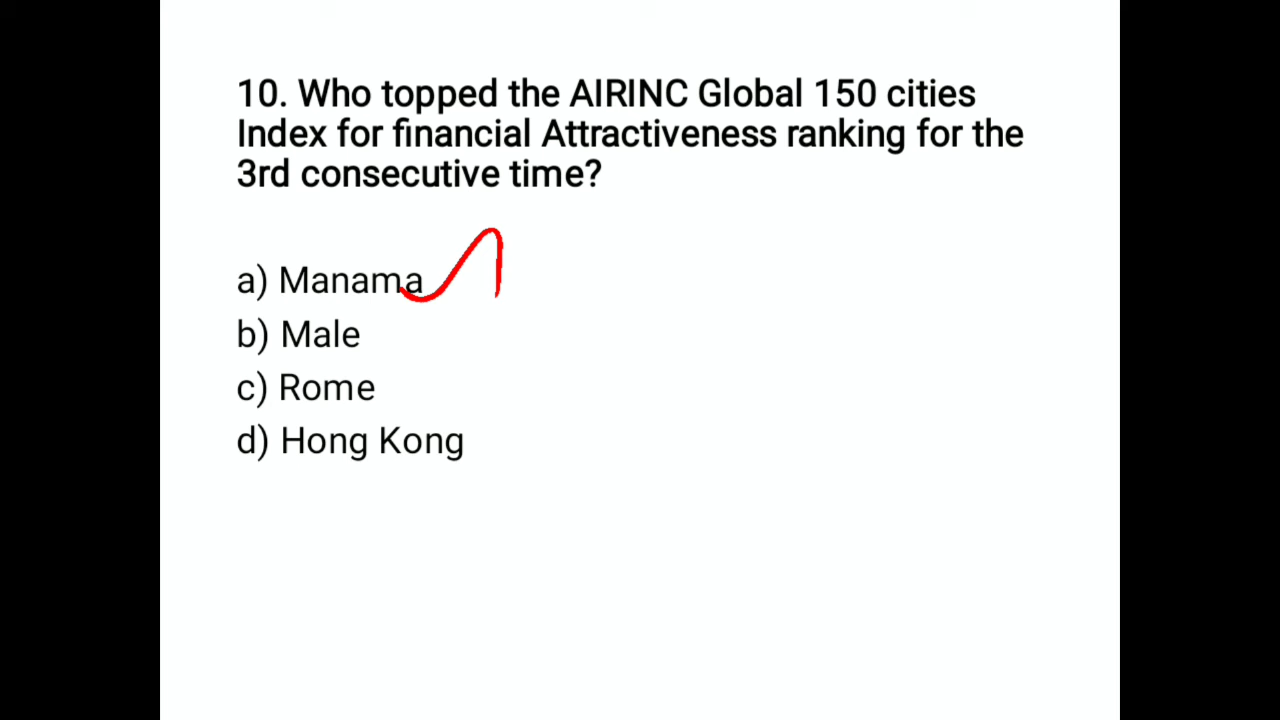 10. Who topped the AIRINC Global 150 cities
Index for financial Attractiveness ranking for the
3rd consecutive time?
a) Manama
b) Male
c) Rome
d) Hong Kong